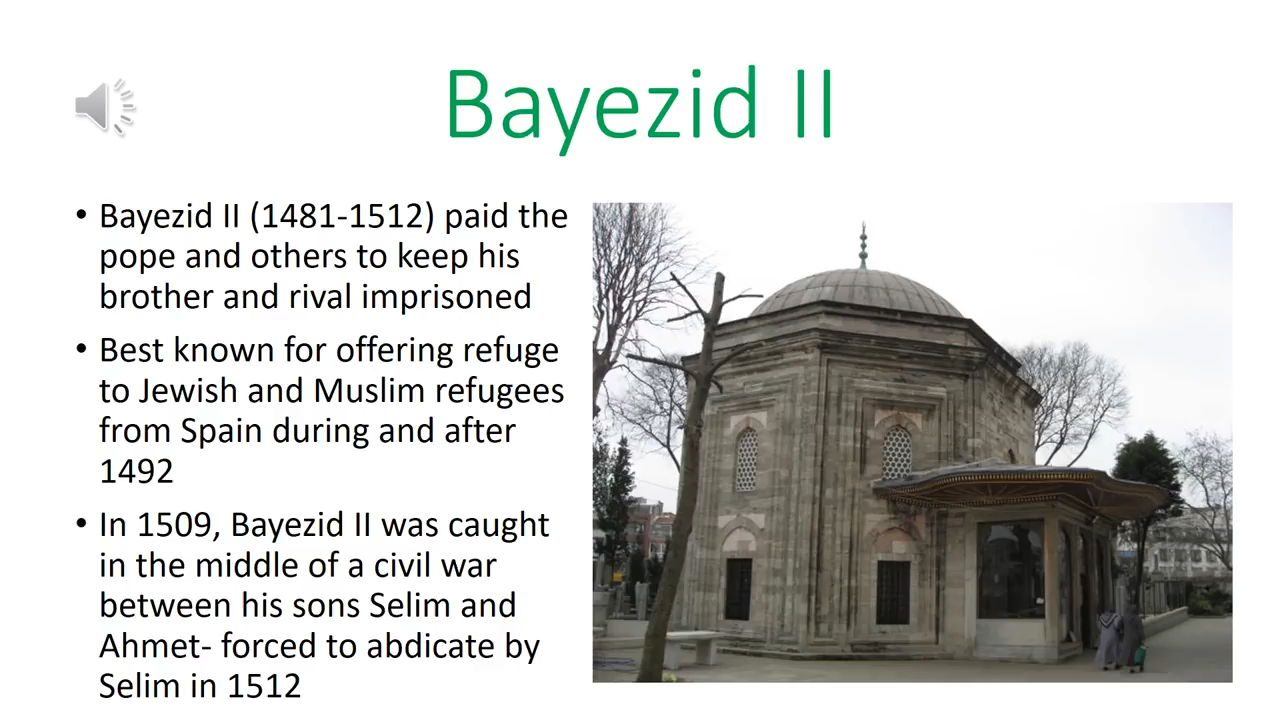 Bayezid II
• Bayezid II (1481-1512) paid the
pope and others to keep his
brother and rival imprisoned
• Best known for offering refuge
to Jewish and Muslim refugees
from Spain during and after
1492
• In 1509, Bayezid II was caught
in the middle of a civil war
between his sons Selim and
Ahmet- forced to abdicate by
Selim in 1512